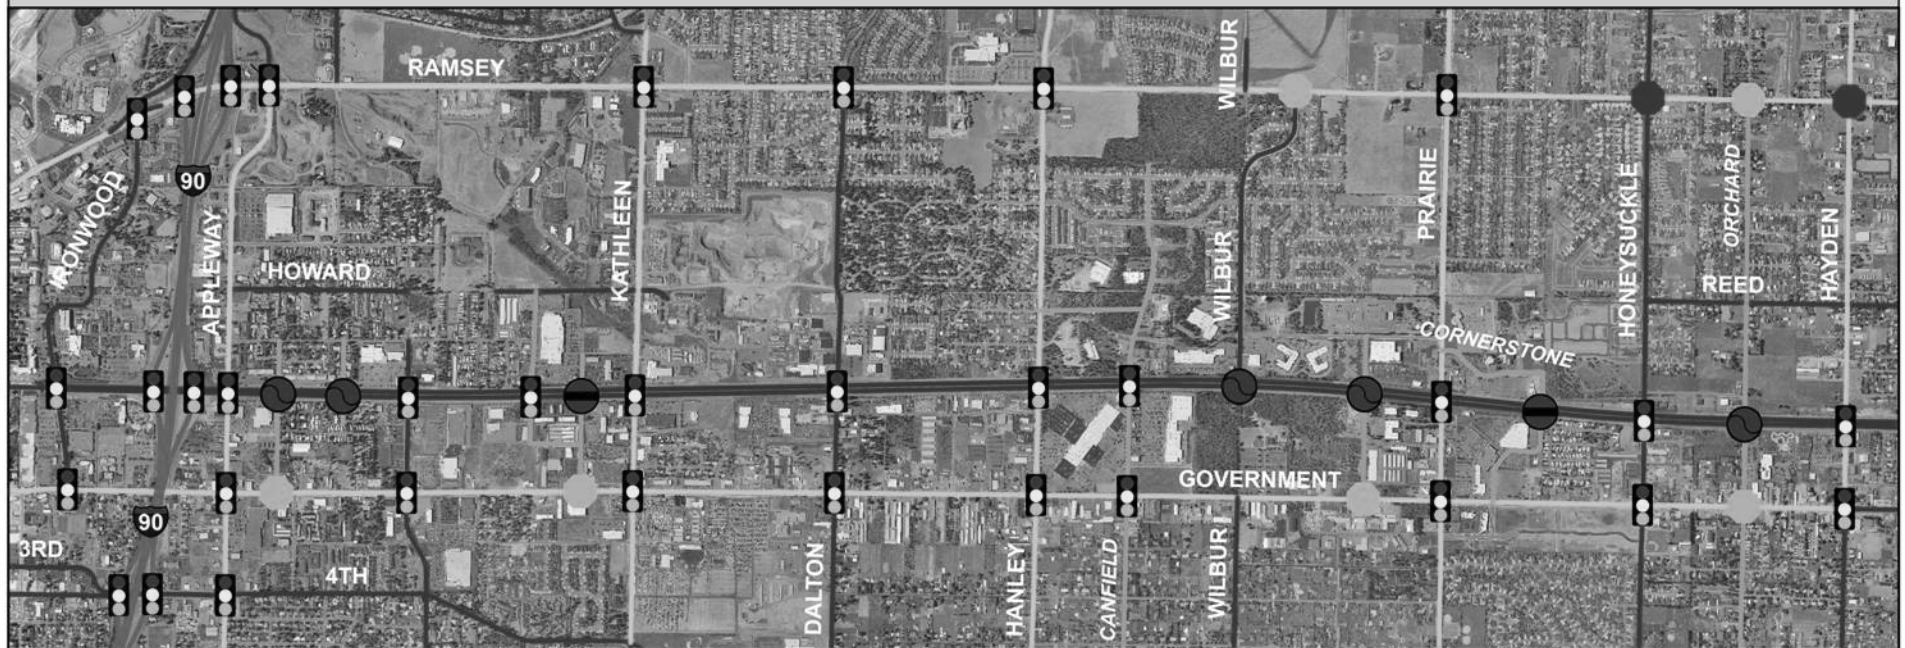 RAMSEY
WILBUR
90
IRONWOOD
APPLEWAY
HOWARD
KATHLEEN
WILBUR
PRAIRIE
HONEYSUCKLE
ORCHARD
HAYDEN
REED
CORNERSTONE
GOVERNMENT
90
3RD
4TH
DALTON
HANLEY
CANFIELD
WILBUR